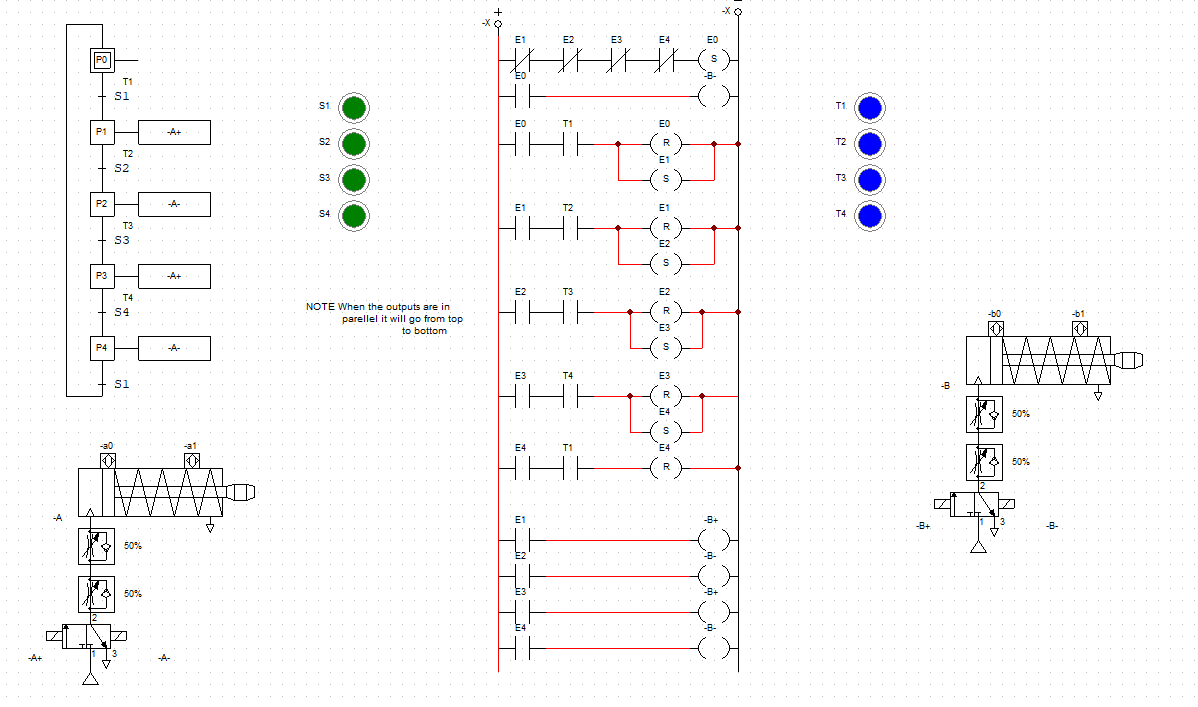 P0
T1
S1
P1
-A+
T2
S2
P2
-A-
T3
S3
P3
-A+
T4
S4
P4
-A-
S1
S1
S2
S3
S4
NOTE When the outputs are in
parellel it will go from top
to bottom
-a0
-a1
-A
50%
50%
2
1
3
-A+
-A-
+
-
-X
-X
E1
E2
E3
E4
E0
S
E0
-B-
E0
T1
E0
R
E1
S
E1
T2
E1
R
E2
S
E2
T3
E2
R
E3
S
E3
T4
E3
R
E4
S
E4
T1
E4
R
E1
-B+
E2
-B-
E3
-B+
E4
-B-
T1
T2
T3
T4
-b0
-b1
-B
50%
50%
2
1
3
-B+
-B-